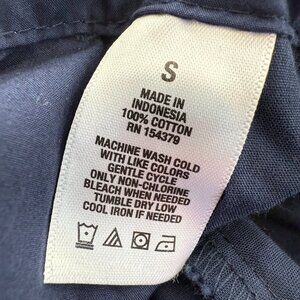 S
MADE IN
INDONESIA
100% COTTON
RN 154379
MACHINE WASH COLD
WITH LIKE COLORS
GENTLE CYCLE
ONLY NON-CHLORINE
BLEACH WHEN NEEDED
TUMBLE DRY LOW
COOL IRON IF NEEDED